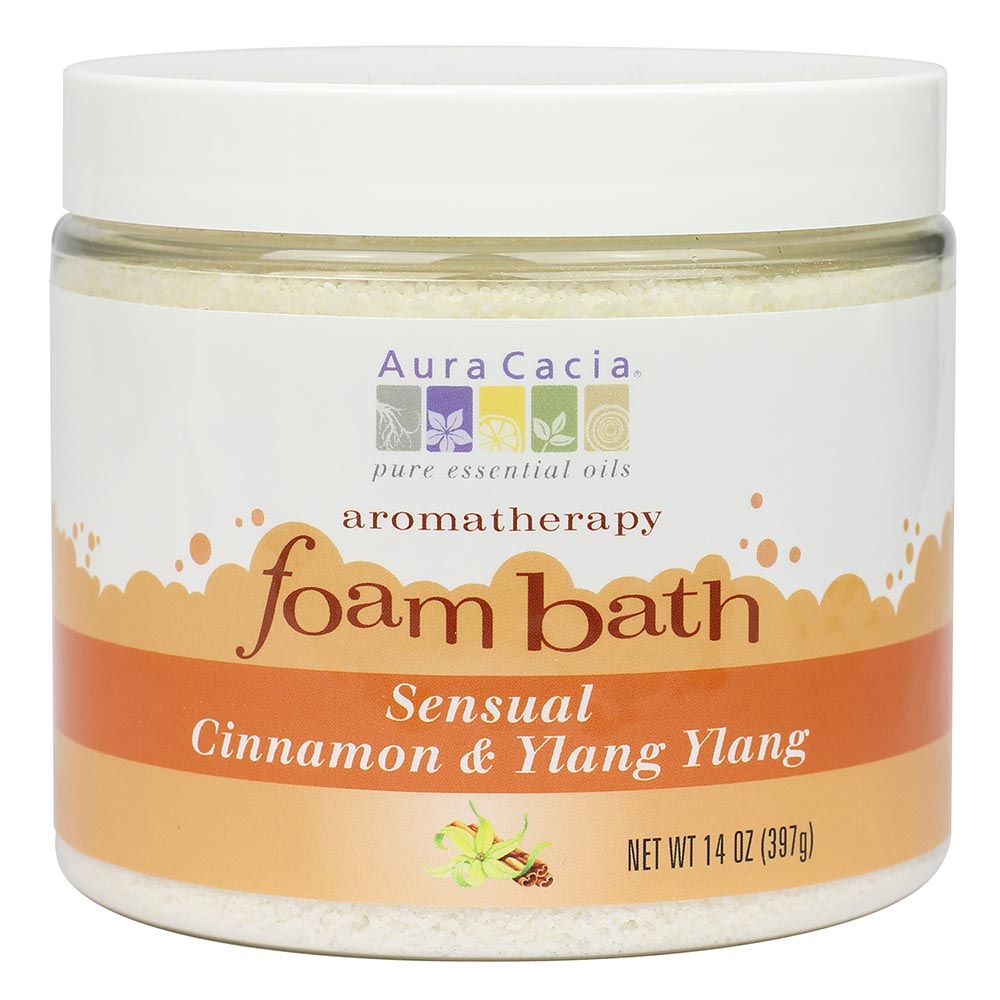 Aura Cacia®
pure essential oils
aromatherapy
foam bath
Sensual
Cinnamon & Ylang Ylang
NET WT 14 OZ (397g)